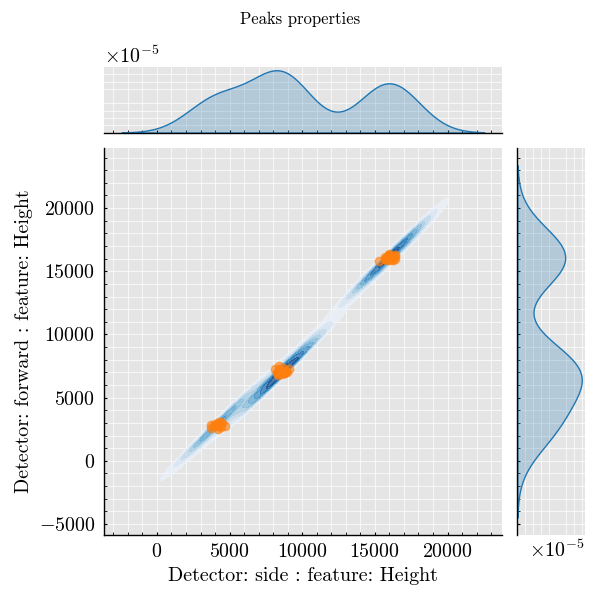 Peaks properties
×10⁻⁵
20000
15000
10000
5000
0
−5000
Detector: forward : feature: Height
0 5000 10000 15000 20000
×10⁻⁵
Detector: side : feature: Height